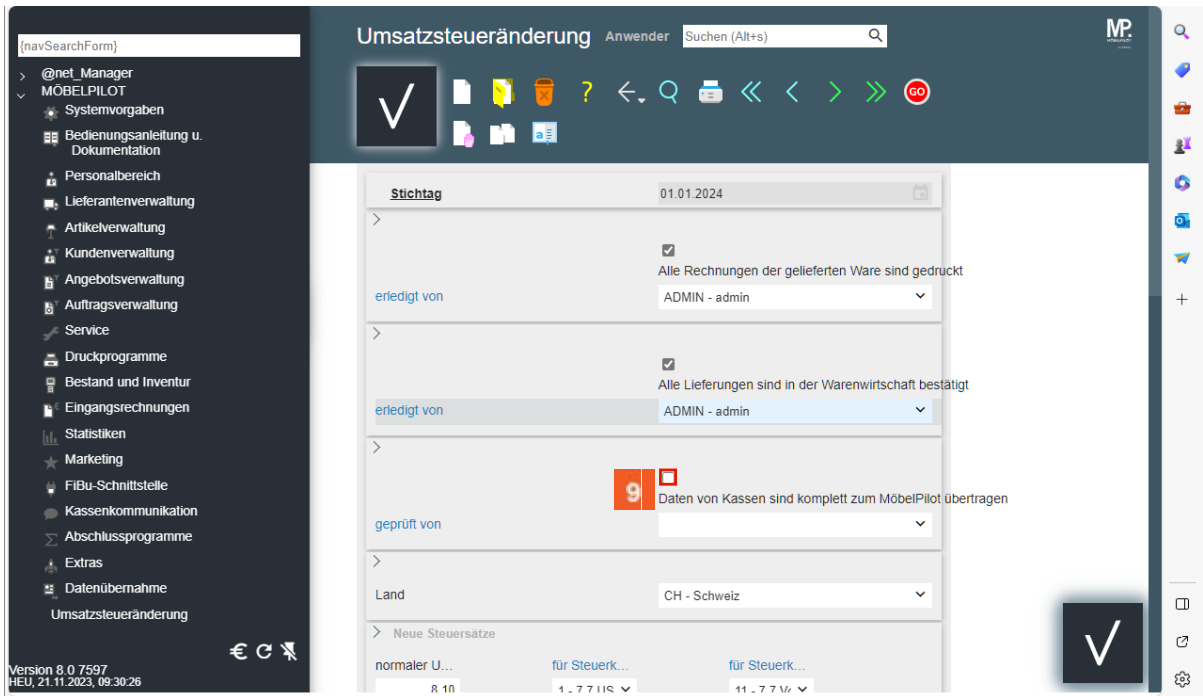 {navSearchForm}
@net_Manager
MÖBELPILOT
Systemvorgaben
Bedienungsanleitung u.
Dokumentation
Personalbereich
Lieferantenverwaltung
Artikelverwaltung
Kundenverwaltung
Angebotsverwaltung
Auftragsverwaltung
Service
Druckprogramme
Bestand und Inventur
Eingangsrechnungen
Statistiken
Marketing
FiBu-Schnittstelle
Kassenkommunikation
Abschlussprogramme
Extras
Datenübernahme
Umsatzsteueränderung
Version 8.0 7597
HEU, 21.11.2023, 09:30:26
Umsatzsteueränderung Anwender Suchen (Alt+s)
MP.
GO
Stichtag 01.01.2024
Alle Rechnungen der gelieferten Ware sind gedruckt
erledigt von ADMIN - admin
Alle Lieferungen sind in der Warenwirtschaft bestätigt
erledigt von ADMIN - admin
9
Daten von Kassen sind komplett zum MöbelPilot übertragen
geprüft von
Land CH - Schweiz
Neue Steuersätze
normaler U... für Steuerk... für Steuerk...
8.10 1 - 7.7 US 11 - 7.7 Vo